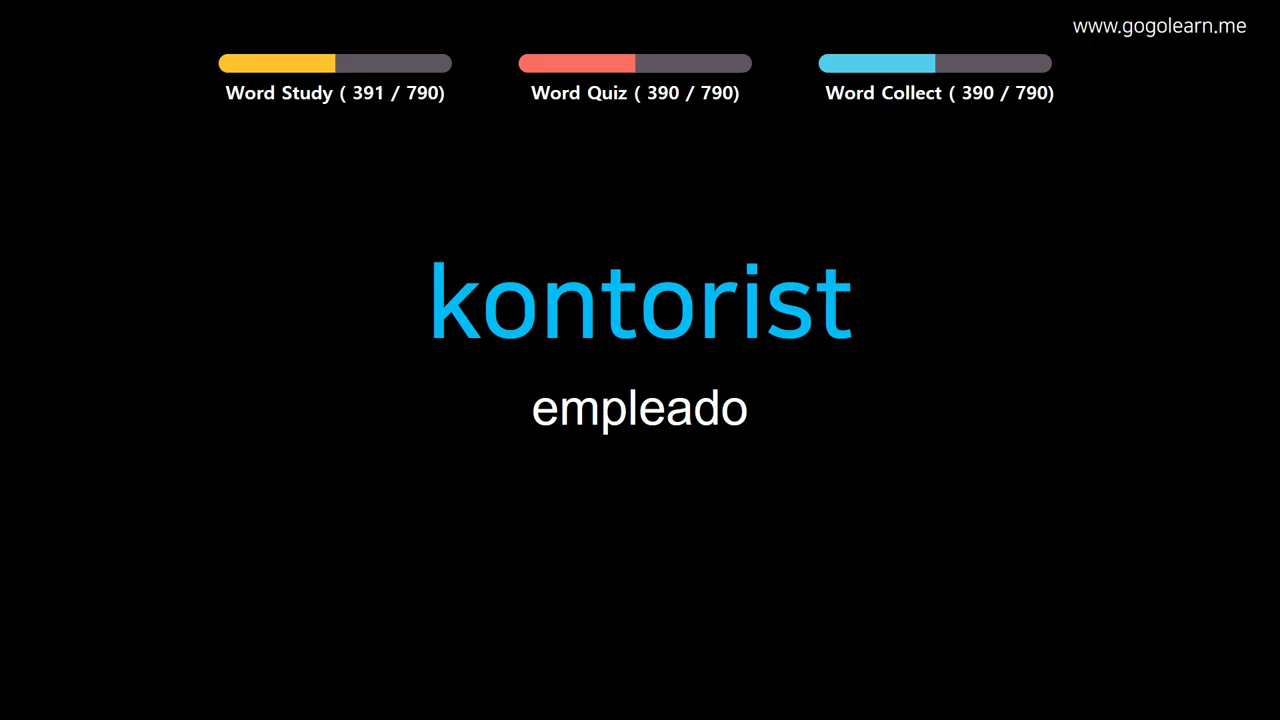 www.gogolearn.me
Word Study ( 391 / 790)
Word Quiz ( 390 / 790)
Word Collect ( 390 / 790)
kontorist
empleado